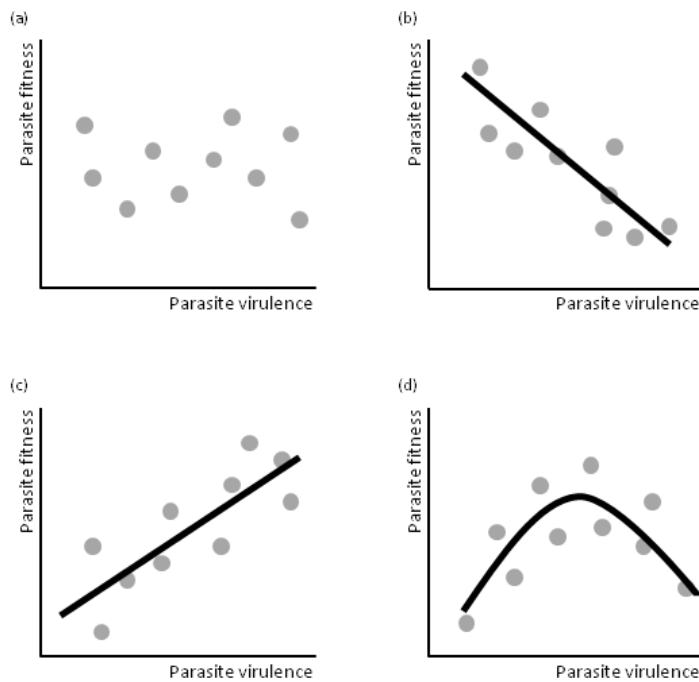 (a)
Parasite fitness
Parasite virulence
(b)
Parasite fitness
Parasite virulence
(c)
Parasite fitness
Parasite virulence
(d)
Parasite fitness
Parasite virulence